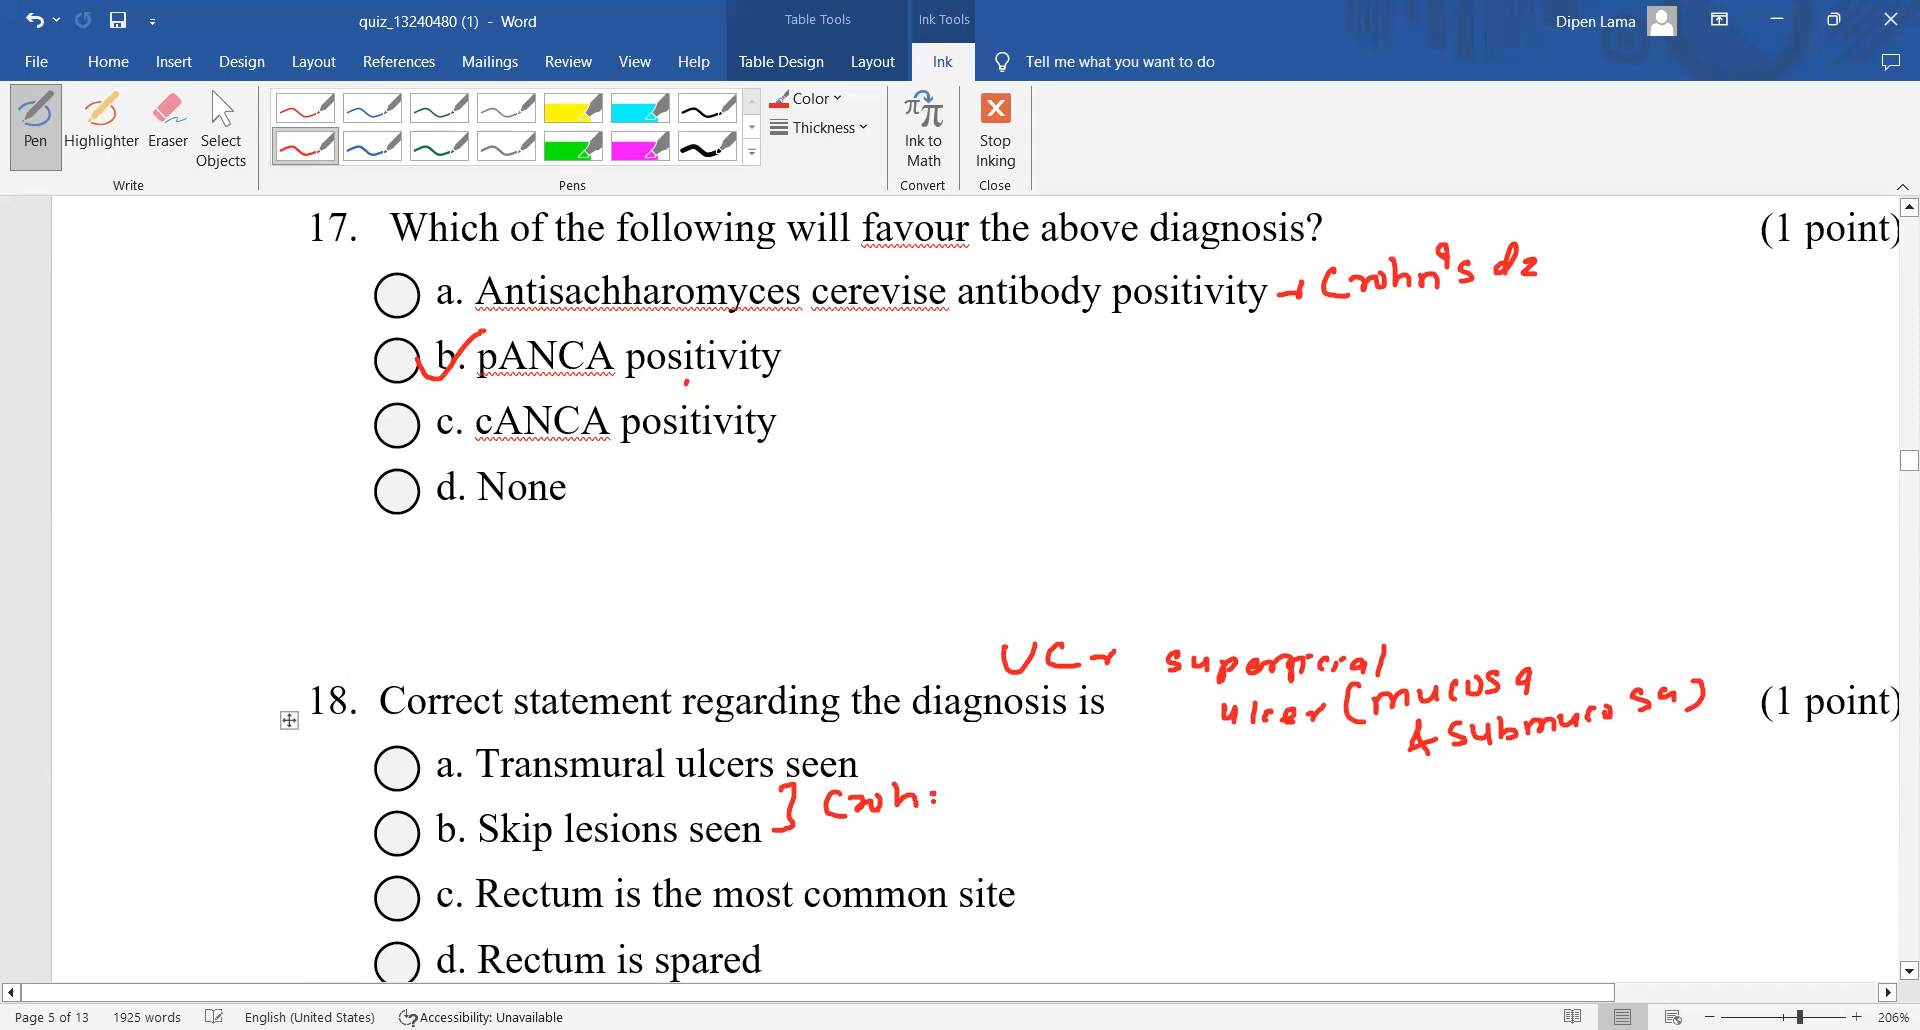 quiz_13240480 (1) - Word
Table Tools
Ink Tools
Dipen Lama
File Home Insert Design Layout References Mailings Review View Help Table Design Layout Ink Tell me what you want to do
Pen Highlighter Eraser Select Objects
Color
Thickness
Ink to Math
Stop Inking
Write Pens Convert Close
17. Which of the following will favour the above diagnosis? (1 point)
a. Antisachharomyces cerevise antibody positivity → Crohn's dz
b. pANCA positivity
c. cANCA positivity
d. None
UC → superficial
ulcer (mucosa
& submucosa)
18. Correct statement regarding the diagnosis is (1 point)
a. Transmural ulcers seen
] Croh
b. Skip lesions seen
c. Rectum is the most common site
d. Rectum is spared
Page 5 of 13 1925 words English (United States) Accessibility: Unavailable 206%